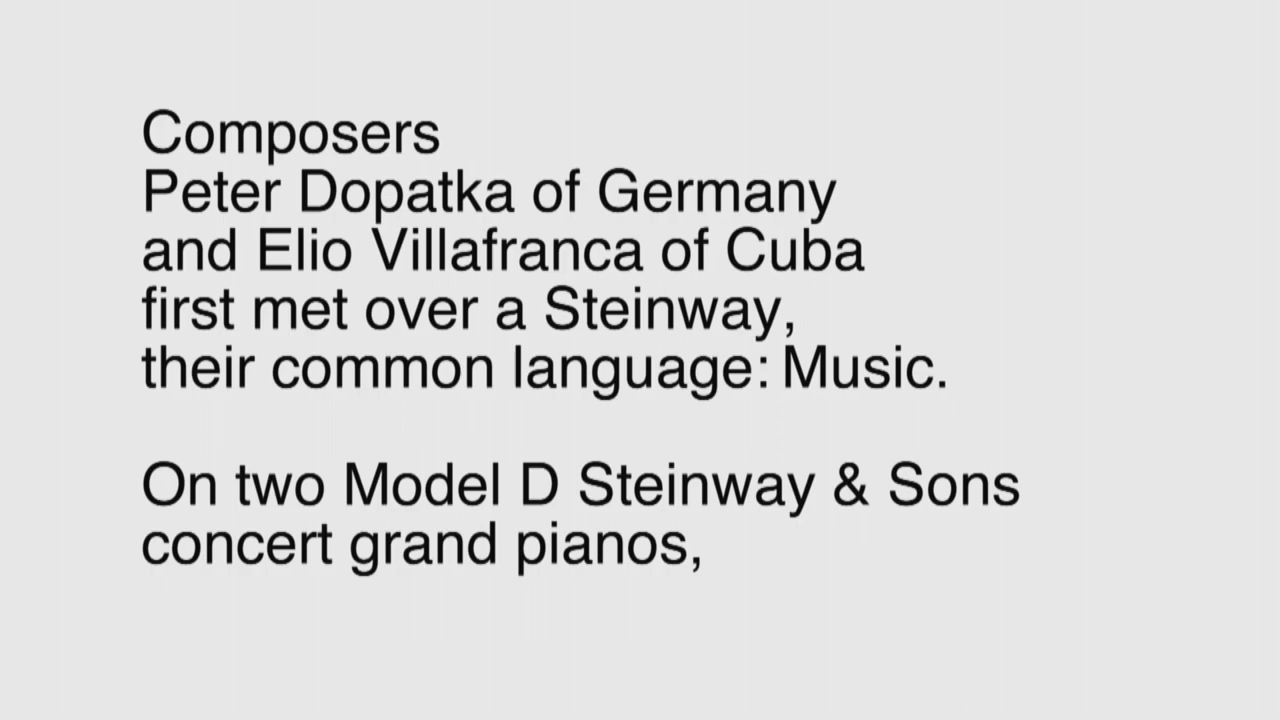 Composers
Peter Dopatka of Germany
and Elio Villafranca of Cuba
first met over a Steinway,
their common language: Music.
On two Model D Steinway & Sons
concert grand pianos,